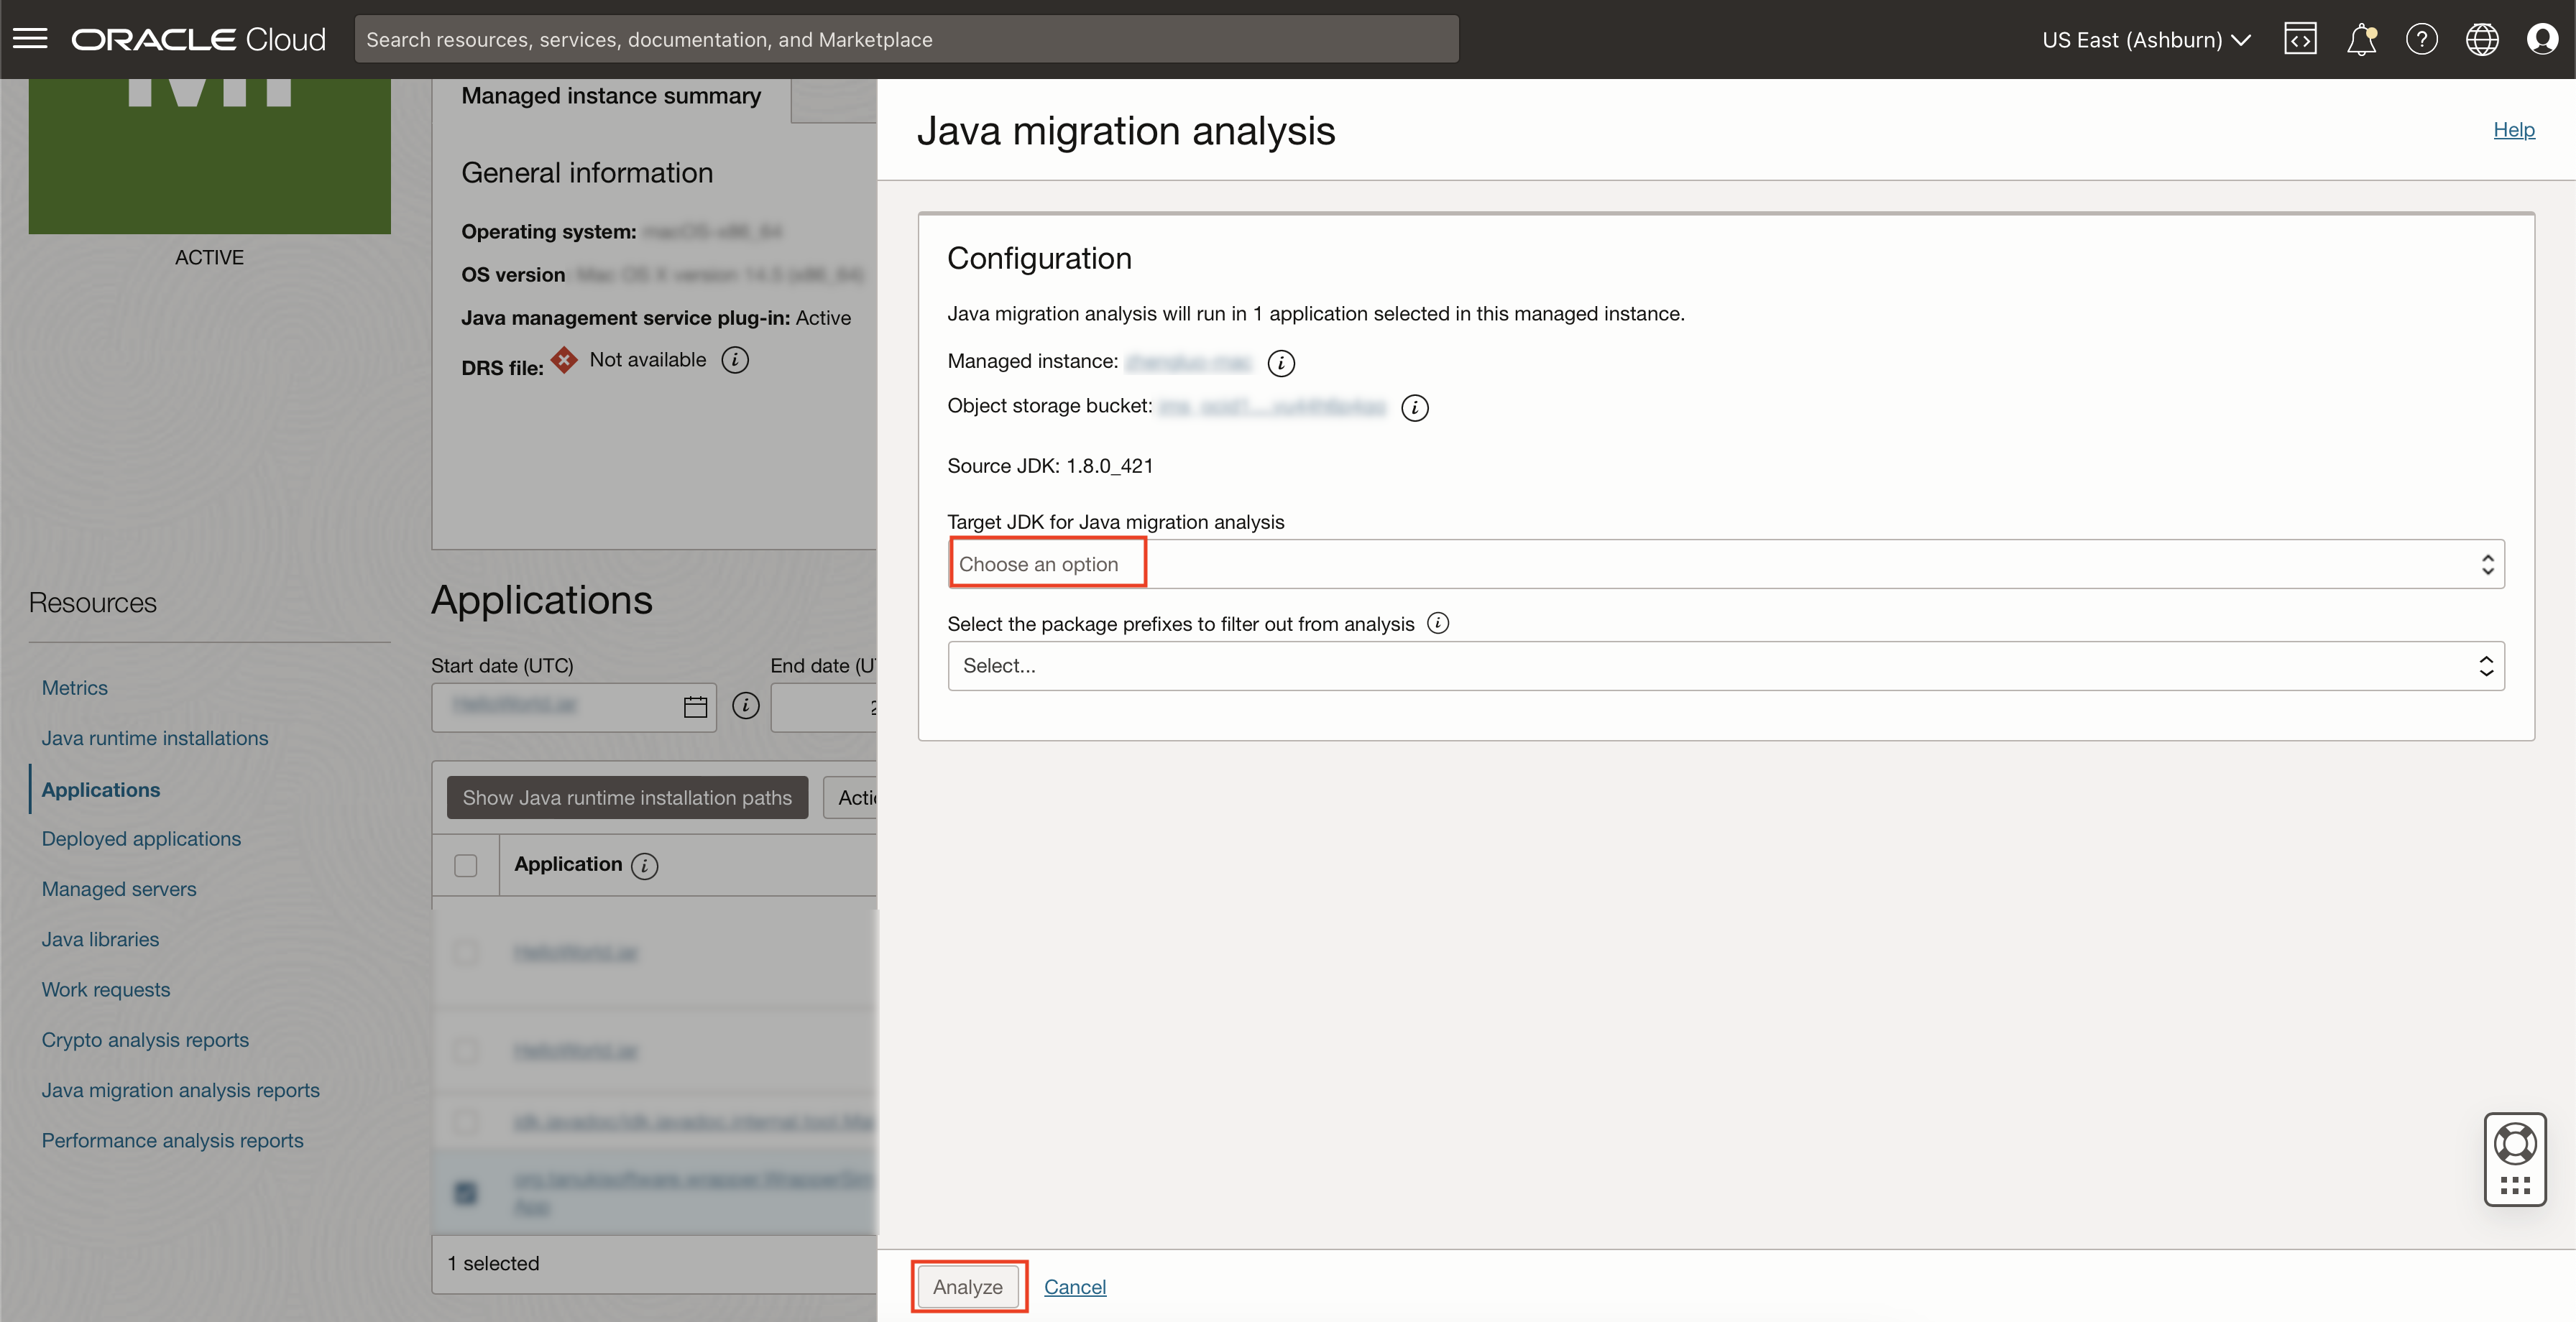 ORACLE Cloud
Search resources, services, documentation, and Marketplace
US East (Ashburn)
ACTIVE
Managed instance summary
General information
Operating system:
OS version
Java management service plug-in: Active
DRS file: Not available
Resources
Metrics
Java runtime installations
Applications
Deployed applications
Managed servers
Java libraries
Work requests
Crypto analysis reports
Java migration analysis reports
Performance analysis reports
Applications
Start date (UTC)
End date (U
Show Java runtime installation paths
Application
1 selected
Java migration analysis
Help
Configuration
Java migration analysis will run in 1 application selected in this managed instance.
Managed instance:
Object storage bucket:
Source JDK: 1.8.0_421
Target JDK for Java migration analysis
Choose an option
Select the package prefixes to filter out from analysis
Select...
Analyze
Cancel